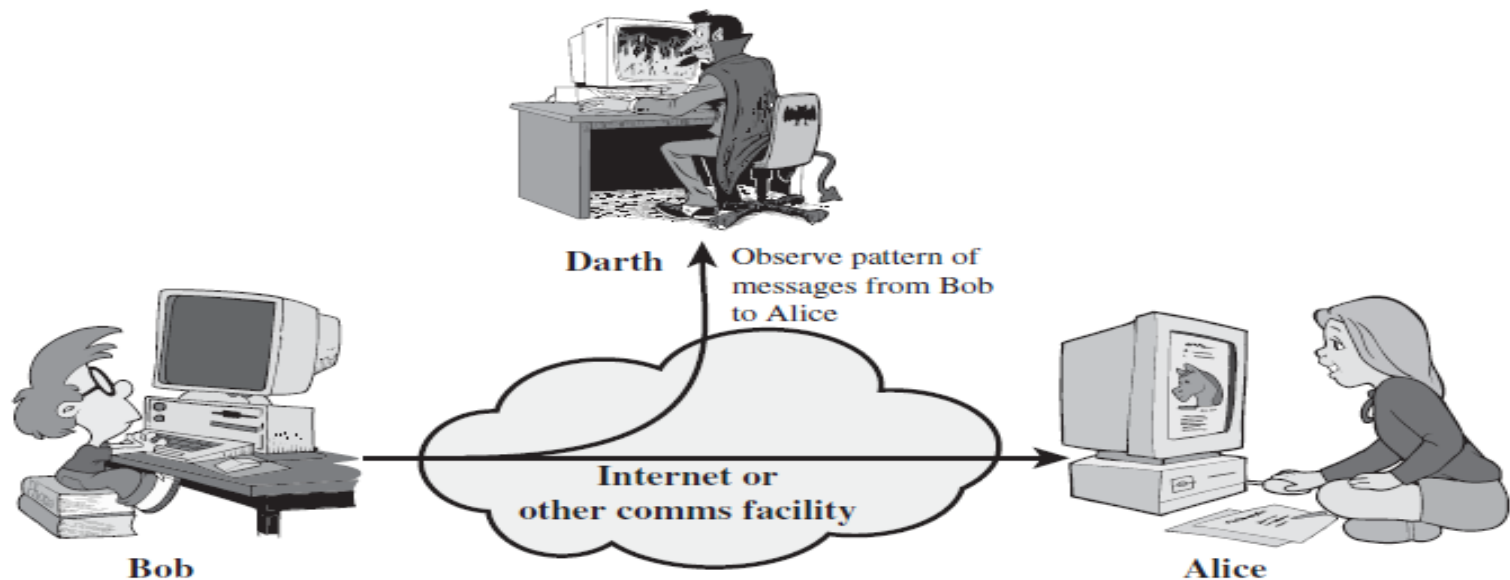 Darth
Observe pattern of
messages from Bob
to Alice
Internet or
other comms facility
Bob
Alice